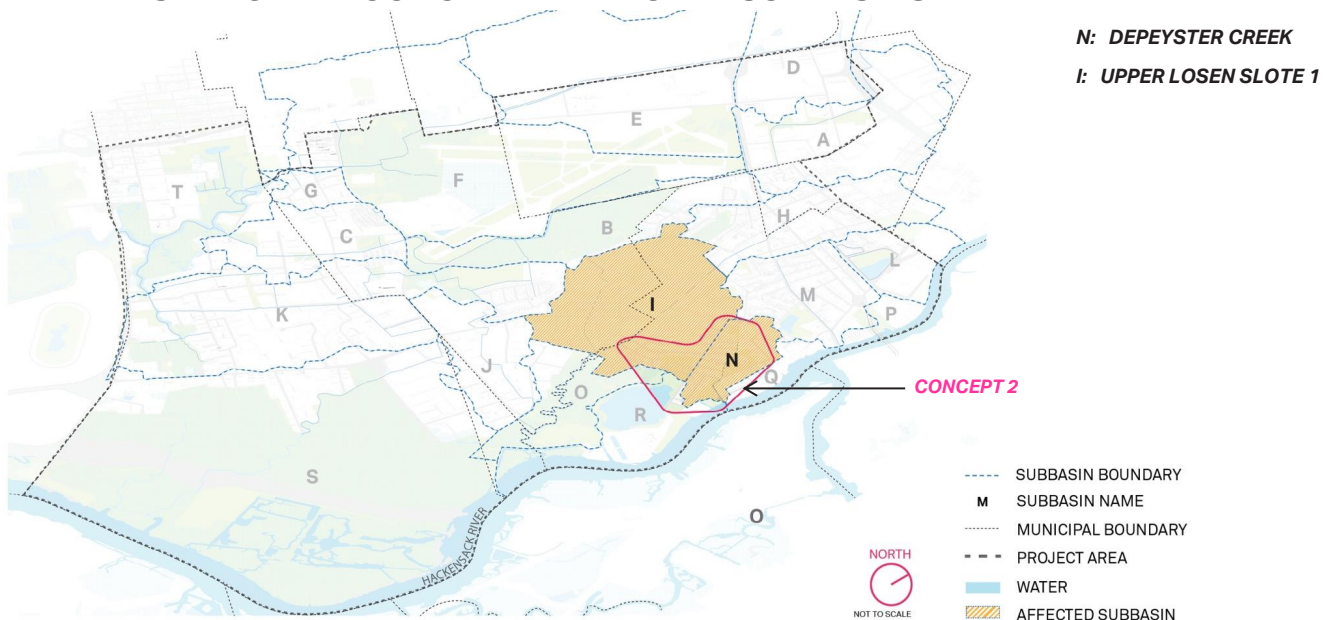 N: DEPEYSTER CREEK
I: UPPER LOSEN SLOTE 1
D
E
A
T
G
F
C
B
H
L
I
M
P
K
J
N
Q
O
R
CONCEPT 2
S
HACKENSACK RIVER
O
NORTH
NOT TO SCALE
SUBBASIN BOUNDARY
M SUBBASIN NAME
MUNICIPAL BOUNDARY
PROJECT AREA
WATER
AFFECTED SUBBASIN